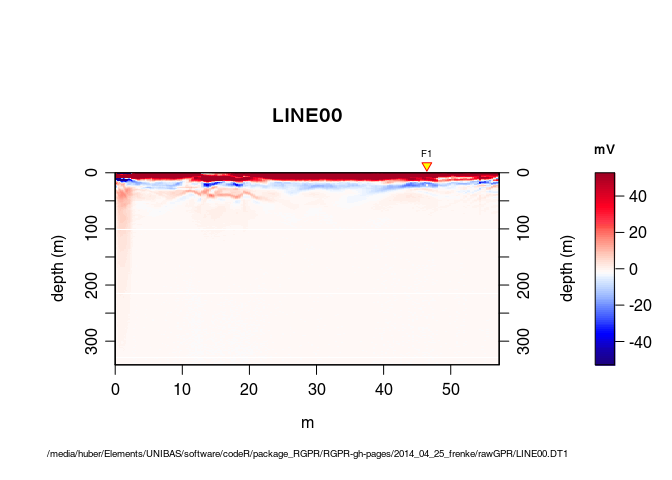 LINE00
F1
mV
0
100
200
300
depth (m)
0
100
200
300
depth (m)
40
20
0
-20
-40
0 10 20 30 40 50
m
/media/huber/Elements/UNIBAS/software/codeR/package_RGPR/RGPR-gh-pages/2014_04_25_frenke/rawGPR/LINE00.DT1